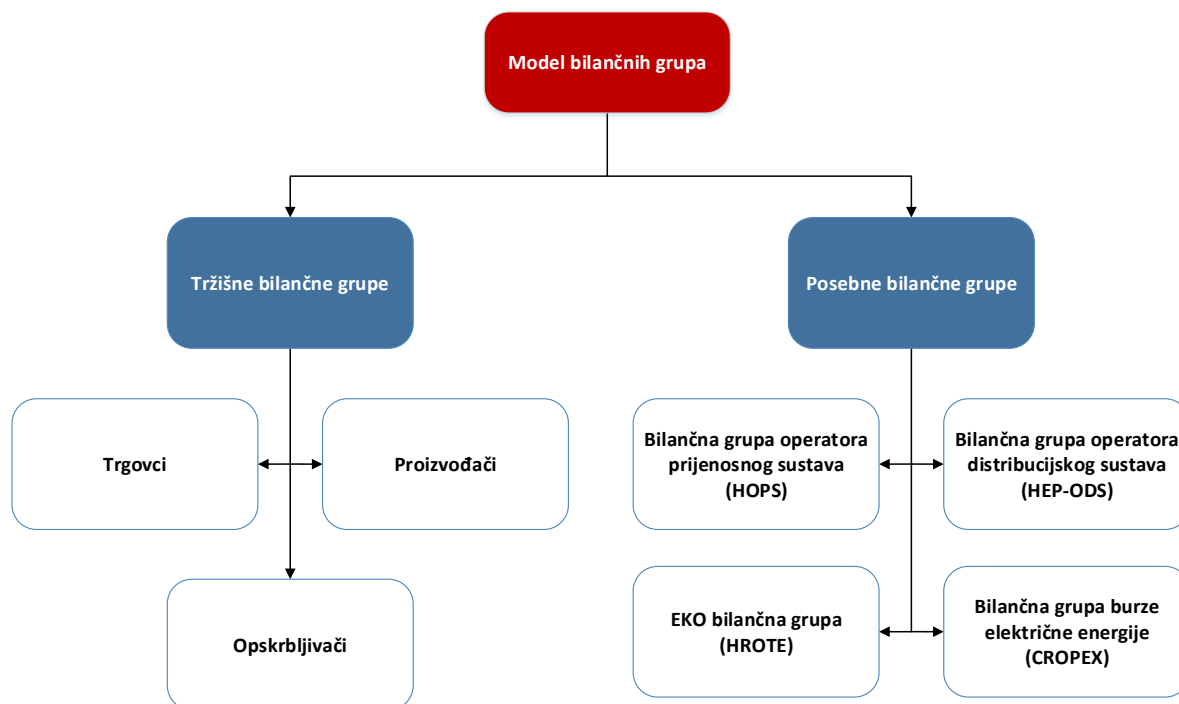 Model bilančnih grupa
Tržišne bilančne grupe
Posebne bilančne grupe
Trgovci
Proizvođači
Opskrbljivači
Bilančna grupa operatora
prijenosnog sustava
(HOPS)
Bilančna grupa operatora
distribucijskog sustava
(HEP-ODS)
EKO bilančna grupa
(HROTE)
Bilančna grupa burze
električne energije
(CROPEX)